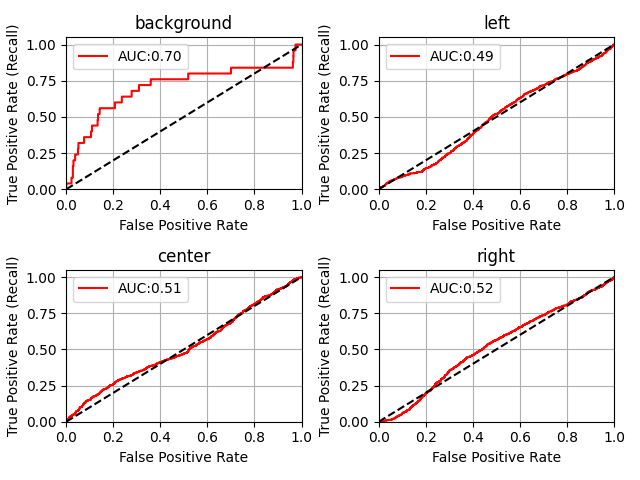 background
True Positive Rate (Recall)
1.00
0.75
0.50
0.25
0.00
AUC:0.70
0.0 0.2 0.4 0.6 0.8 1.0
False Positive Rate
left
True Positive Rate (Recall)
1.00
0.75
0.50
0.25
0.00
AUC:0.49
0.0 0.2 0.4 0.6 0.8 1.0
False Positive Rate
center
True Positive Rate (Recall)
1.00
0.75
0.50
0.25
0.00
AUC:0.51
0.0 0.2 0.4 0.6 0.8 1.0
False Positive Rate
right
True Positive Rate (Recall)
1.00
0.75
0.50
0.25
0.00
AUC:0.52
0.0 0.2 0.4 0.6 0.8 1.0
False Positive Rate